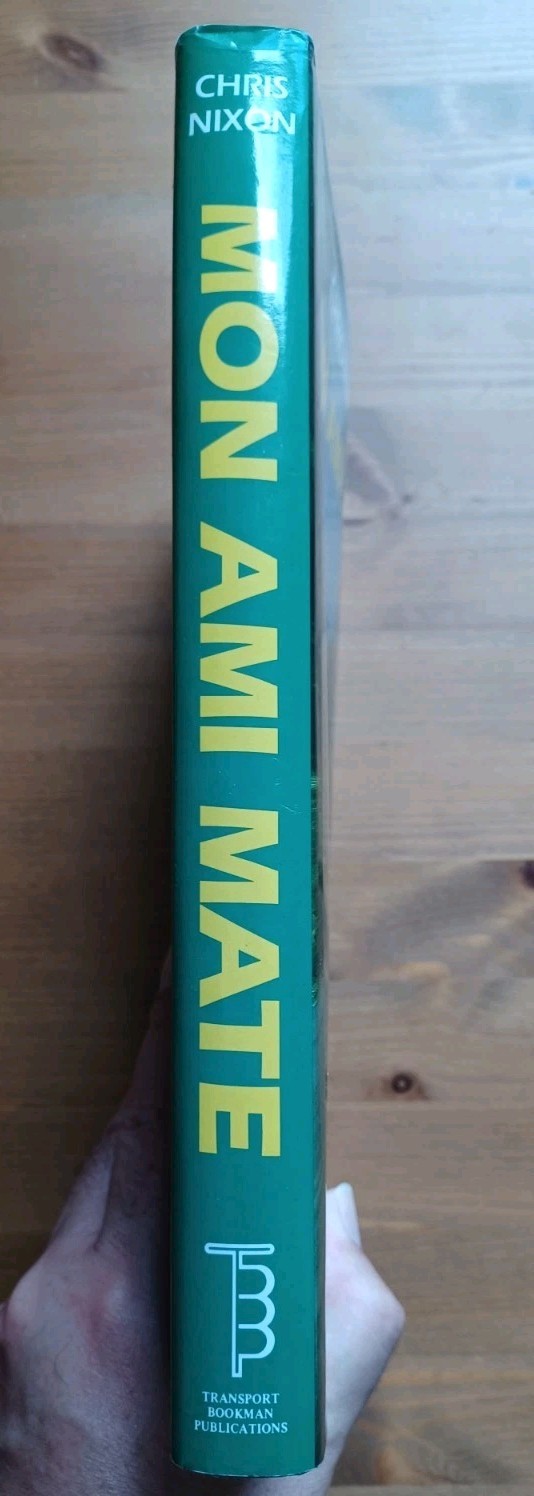 CHRIS
NIXON
MON AMI MATE
TRANSPORT
BOOKMAN
PUBLICATIONS